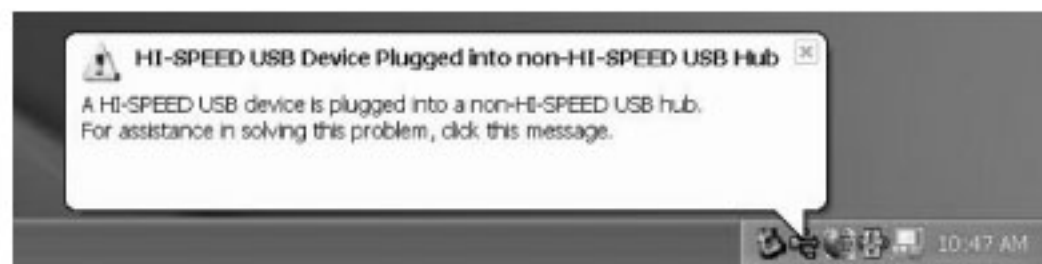 HI-SPEED USB Device Plugged into non-HI-SPEED USB Hub
A HI-SPEED USB device is plugged into a non-HI-SPEED USB hub.
For assistance in solving this problem, click this message.
10:47 AM